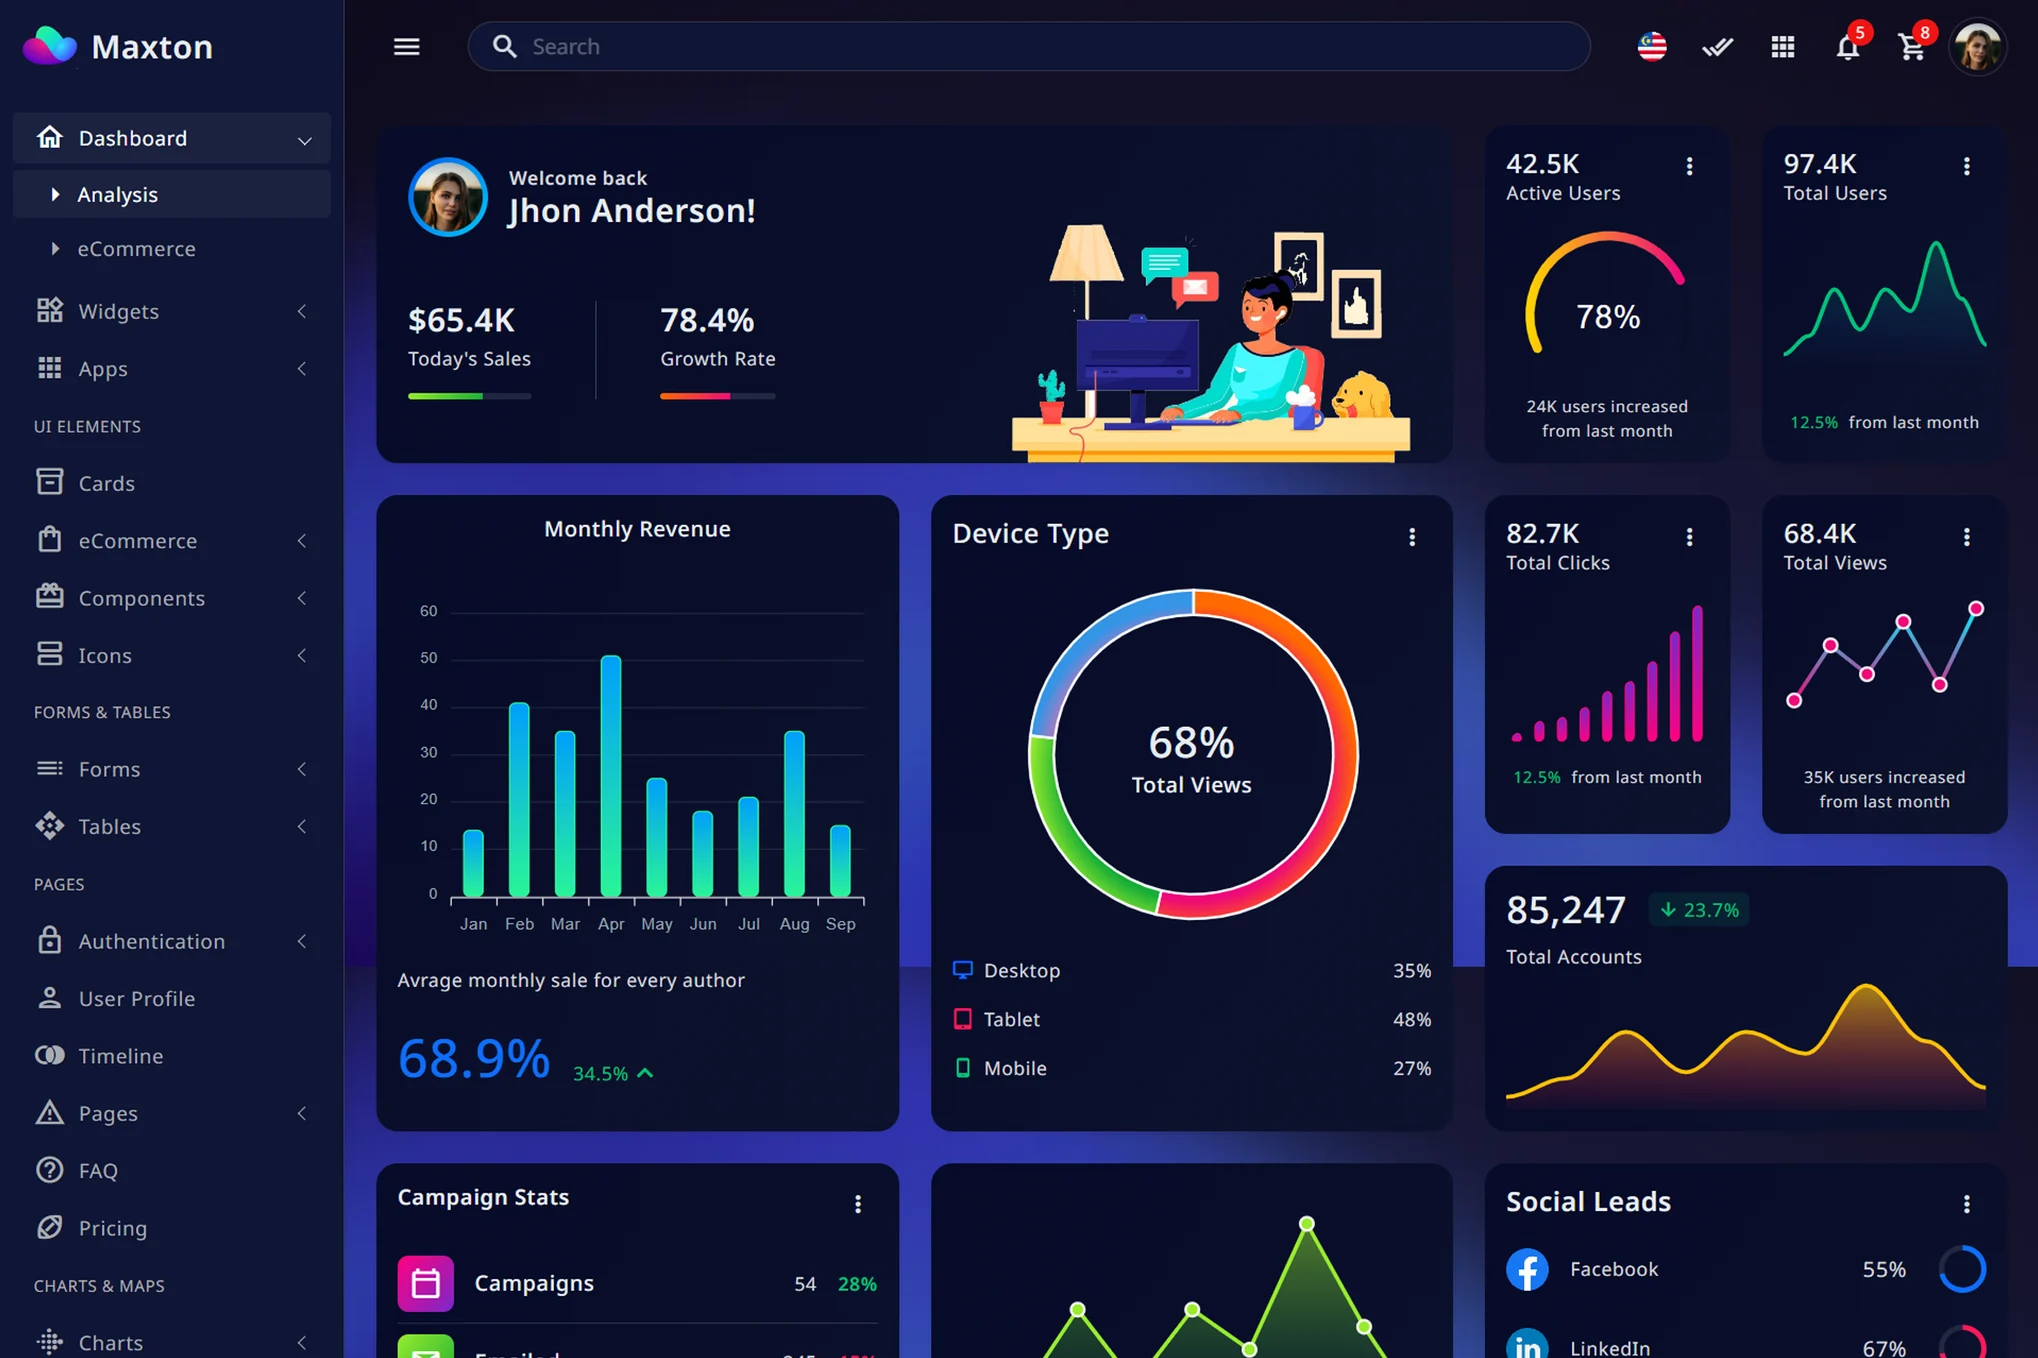 Maxton
Search
5
8
Dashboard
Analysis
eCommerce
Widgets
Apps
UI ELEMENTS
Cards
eCommerce
Components
Icons
FORMS & TABLES
Forms
Tables
PAGES
Authentication
User Profile
Timeline
Pages
FAQ
Pricing
CHARTS & MAPS
Charts
Welcome back
Jhon Anderson!
$65.4K
Today's Sales
78.4%
Growth Rate
42.5K
Active Users
78%
24K users increased
from last month
97.4K
Total Users
12.5% from last month
Monthly Revenue
60
50
40
30
20
10
0
Jan Feb Mar Apr May Jun Jul Aug Sep
Avrage monthly sale for every author
68.9% 34.5%
Device Type
68%
Total Views
Desktop 35%
Tablet 48%
Mobile 27%
82.7K
Total Clicks
12.5% from last month
68.4K
Total Views
35K users increased
from last month
85,247 23.7%
Total Accounts
Campaign Stats
Campaigns 54 28%
Social Leads
Facebook 55%
LinkedIn 67%